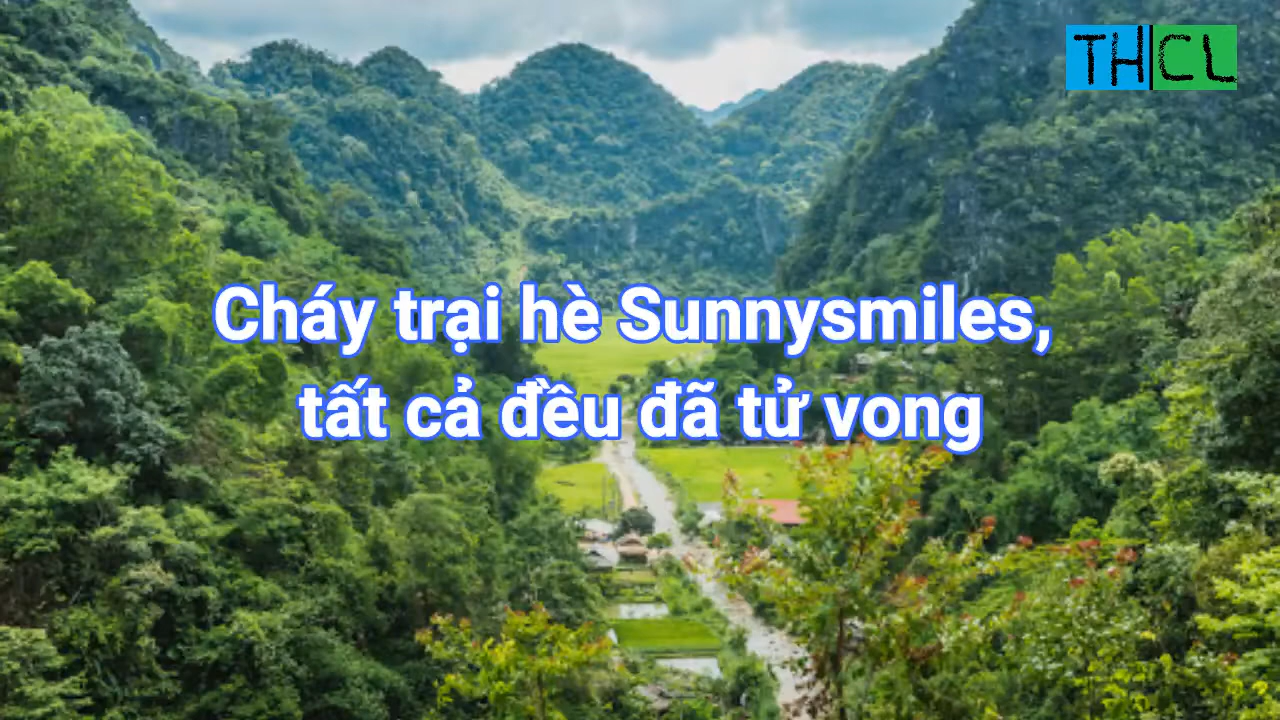 THCL
Cháy trại hè Sunnysmiles,
tất cả đều đã tử vong